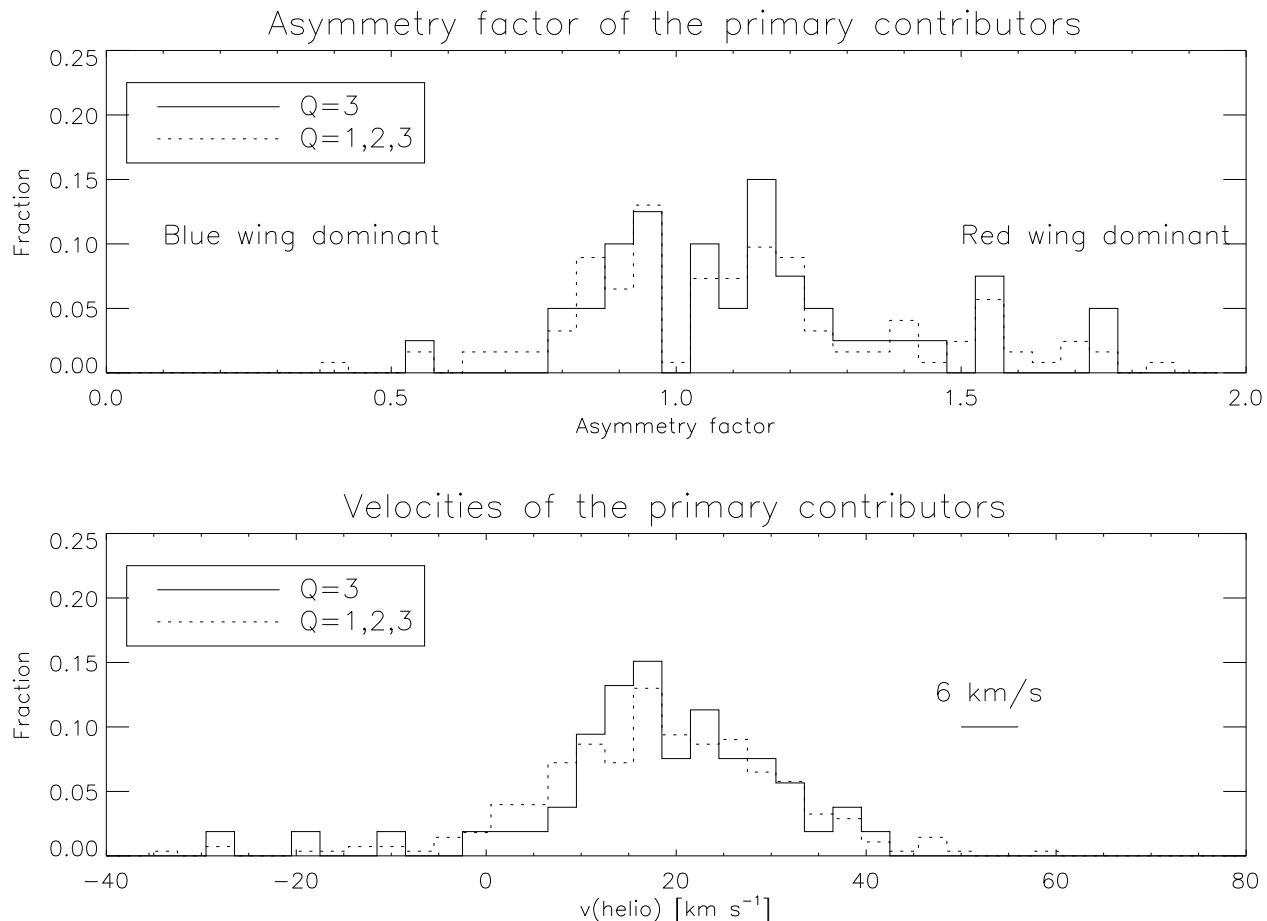 Asymmetry factor of the primary contributors
0.25
0.20
0.15
0.10
0.05
0.00
Fraction
Q=3
Q=1,2,3
Blue wing dominant
Red wing dominant
0.0 0.5 1.0 1.5 2.0
Asymmetry factor
Velocities of the primary contributors
0.25
0.20
0.15
0.10
0.05
0.00
Fraction
Q=3
Q=1,2,3
6 km/s
−40 −20 0 20 40 60 80
v(helio) [km s⁻¹]